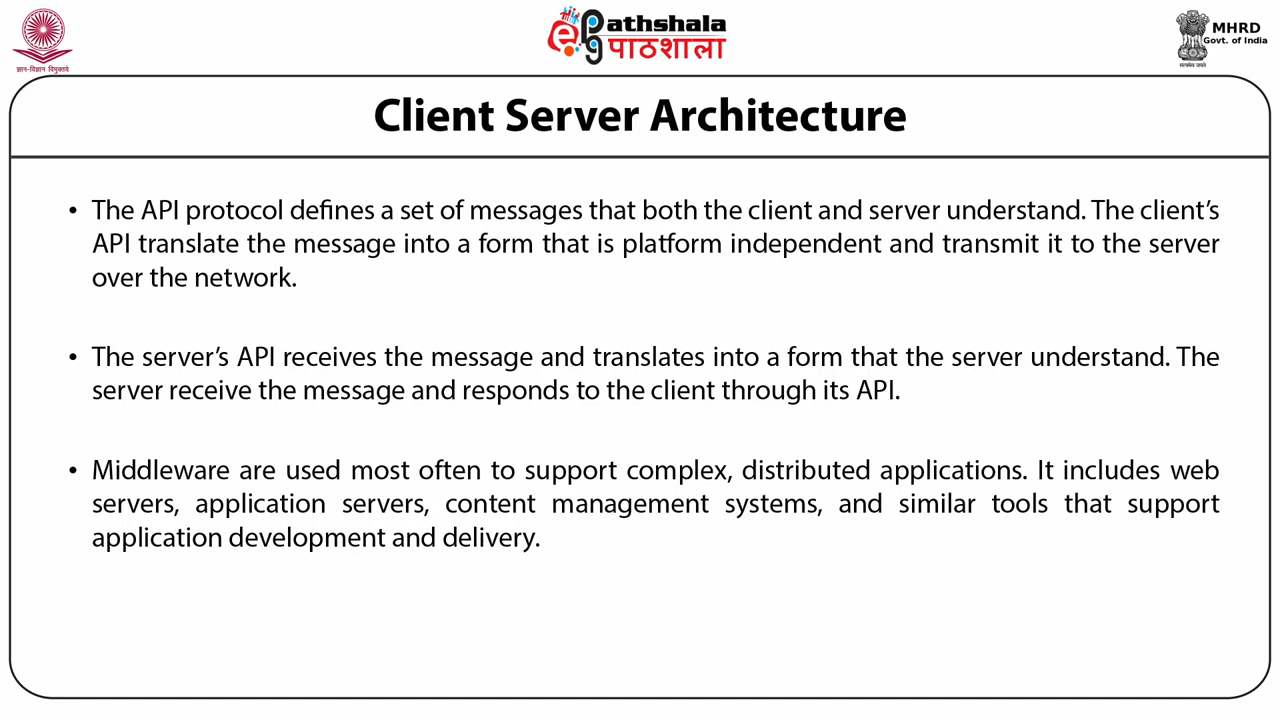 ज्ञान-विज्ञान विमुक्तये
ePathshala
पाठशाला
सत्यमेव जयते
MHRD
Govt. of India
Client Server Architecture
• The API protocol defines a set of messages that both the client and server understand. The client’s
API translate the message into a form that is platform independent and transmit it to the server
over the network.
• The server’s API receives the message and translates into a form that the server understand. The
server receive the message and responds to the client through its API.
• Middleware are used most often to support complex, distributed applications. It includes web
servers, application servers, content management systems, and similar tools that support
application development and delivery.